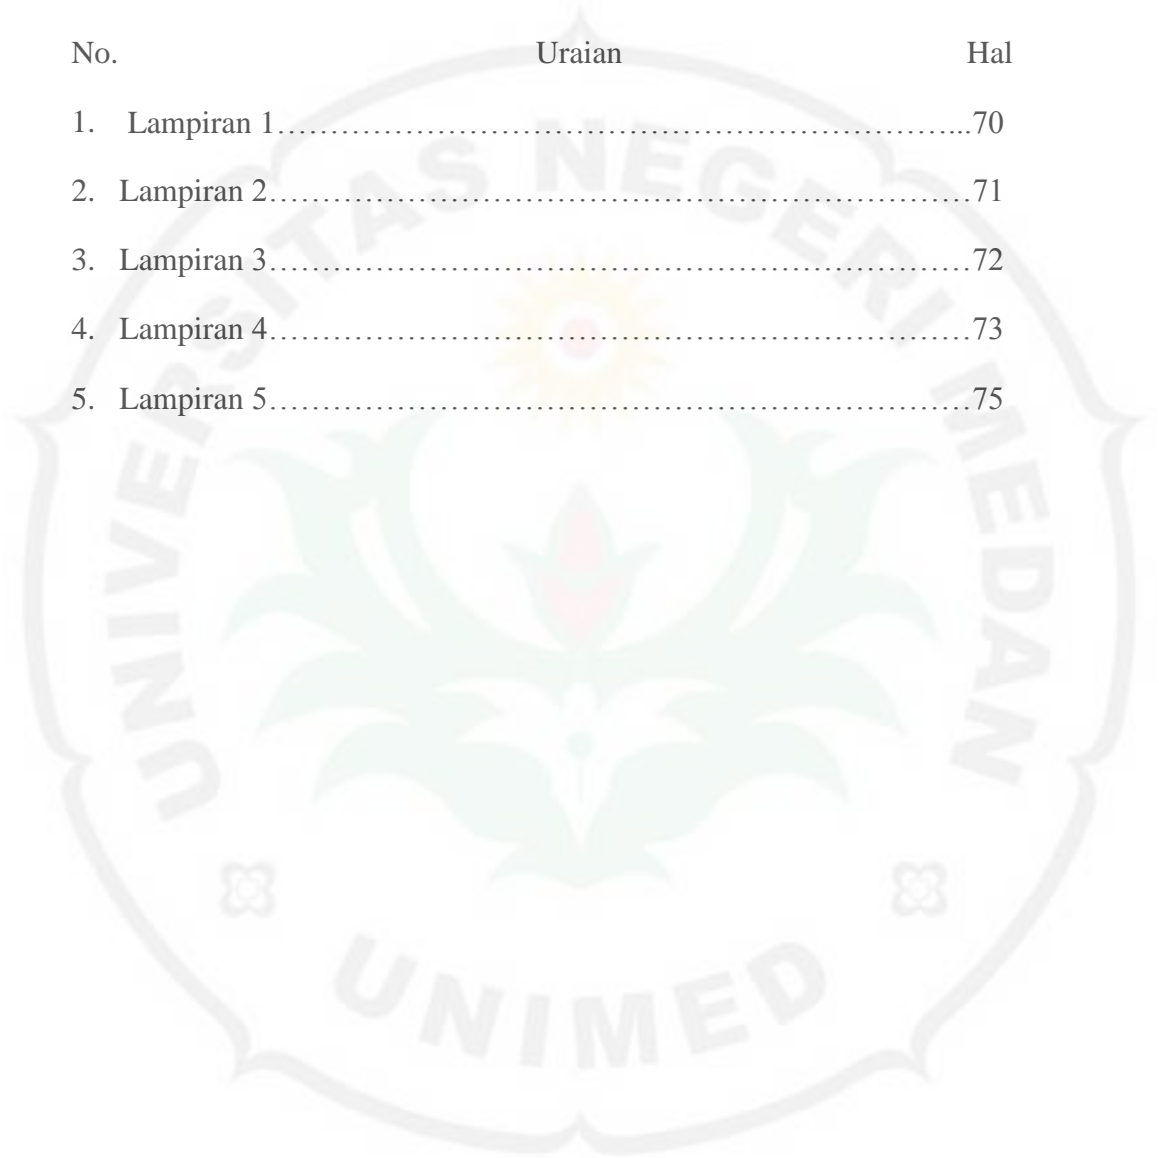 No. Uraian Hal
1. Lampiran 1…………………………………………………………...70
2. Lampiran 2……………………………………………………………71
3. Lampiran 3……………………………………………………………72
4. Lampiran 4……………………………………………………………73
5. Lampiran 5……………………………………………………………75
UNIVERSITAS NEGERI MEDAN
UNIMED